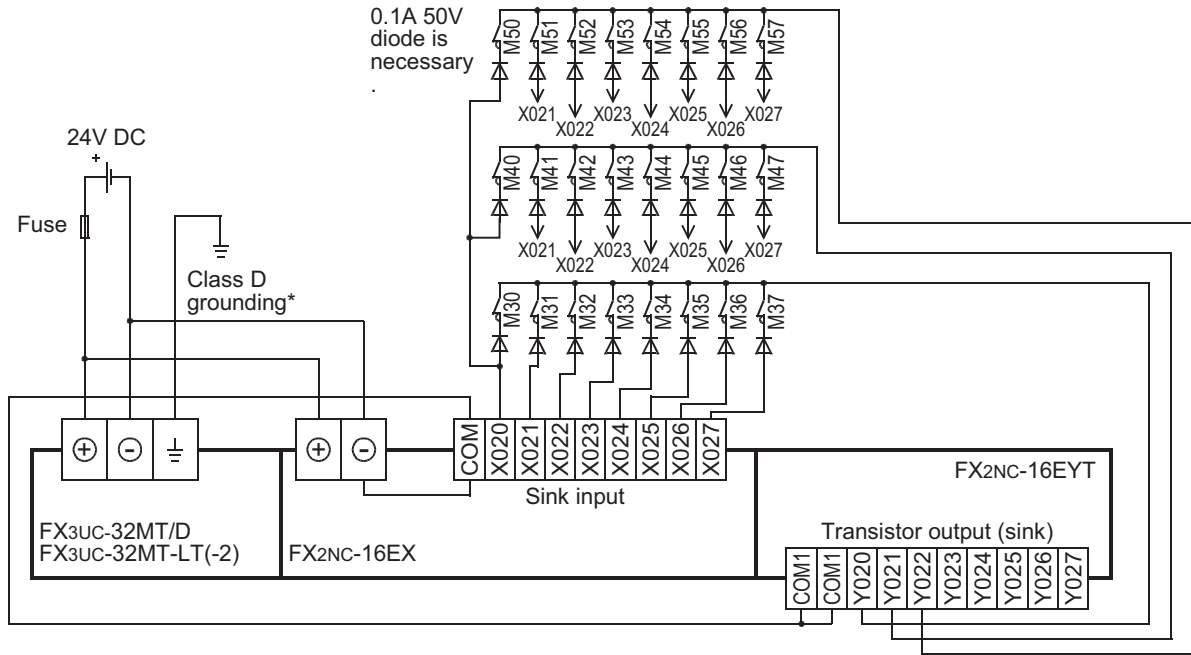 0.1A 50V
diode is
necessary
.
M50 M51 M52 M53 M54 M55 M56 M57
X021 X023 X025 X027
X022 X024 X026
24V DC
+
M40 M41 M42 M43 M44 M45 M46 M47
Fuse
X021 X023 X025 X027
X022 X024 X026
Class D
grounding*
M30 M31 M32 M33 M34 M35 M36 M37
+ - + - COM X020 X021 X022 X023 X024 X025 X026 X027
Sink input
FX2NC-16EYT
FX3UC-32MT/D
FX3UC-32MT-LT(-2)
FX2NC-16EX
Transistor output (sink)
COM1 COM1 Y020 Y021 Y022 Y023 Y024 Y025 Y026 Y027